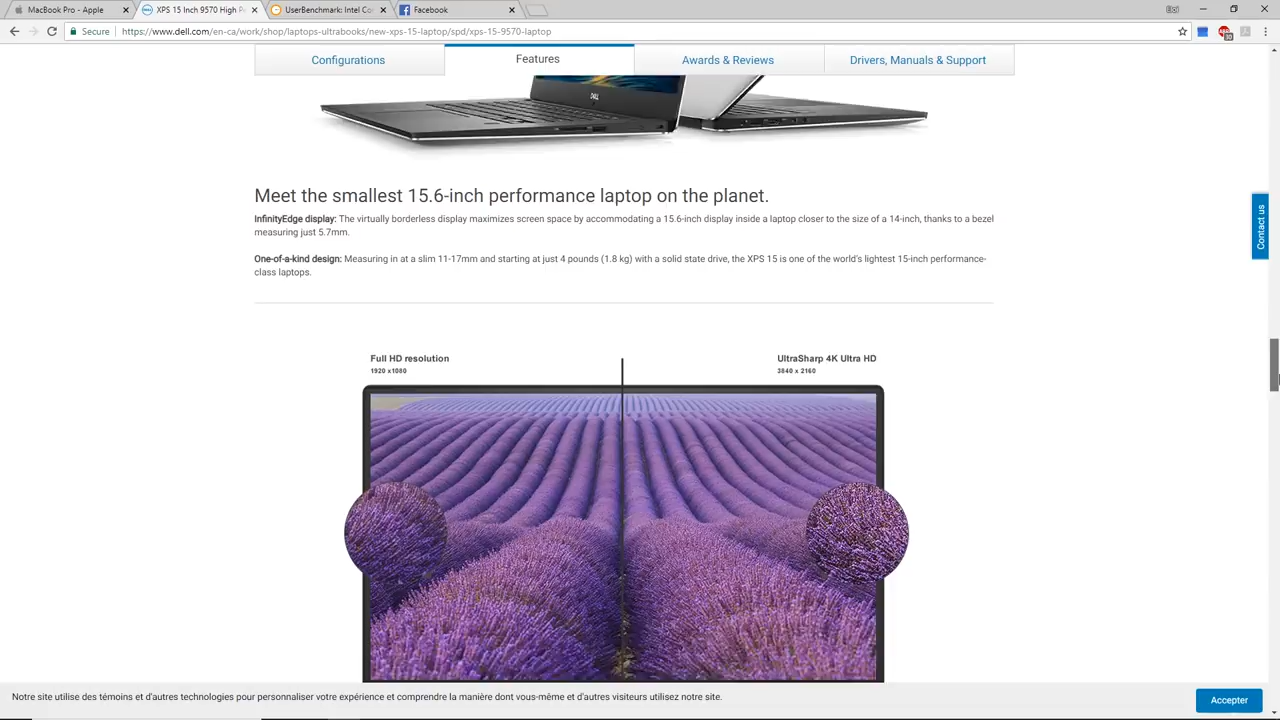 MacBook Pro - Apple
XPS 15 Inch 9570 High P
UserBenchmark: Intel Co
Facebook
Secure
https://www.dell.com/en-ca/work/shop/laptops-ultrabooks/new-xps-15-laptop/spd/xps-15-9570-laptop
Configurations
Features
Awards & Reviews
Drivers, Manuals & Support
DELL
Meet the smallest 15.6-inch performance laptop on the planet.
InfinityEdge display: The virtually borderless display maximizes screen space by accommodating a 15.6-inch display inside a laptop closer to the size of a 14-inch, thanks to a bezel
measuring just 5.7mm.
One-of-a-kind design: Measuring in at a slim 11-17mm and starting at just 4 pounds (1.8 kg) with a solid state drive, the XPS 15 is one of the world's lightest 15-inch performance-
class laptops.
Contact us
Full HD resolution
1920 x1080
UltraSharp 4K Ultra HD
3840 x 2160
Notre site utilise des témoins et d'autres technologies pour personnaliser votre expérience et comprendre la manière dont vous-même et d'autres visiteurs utilisez notre site.
Accepter